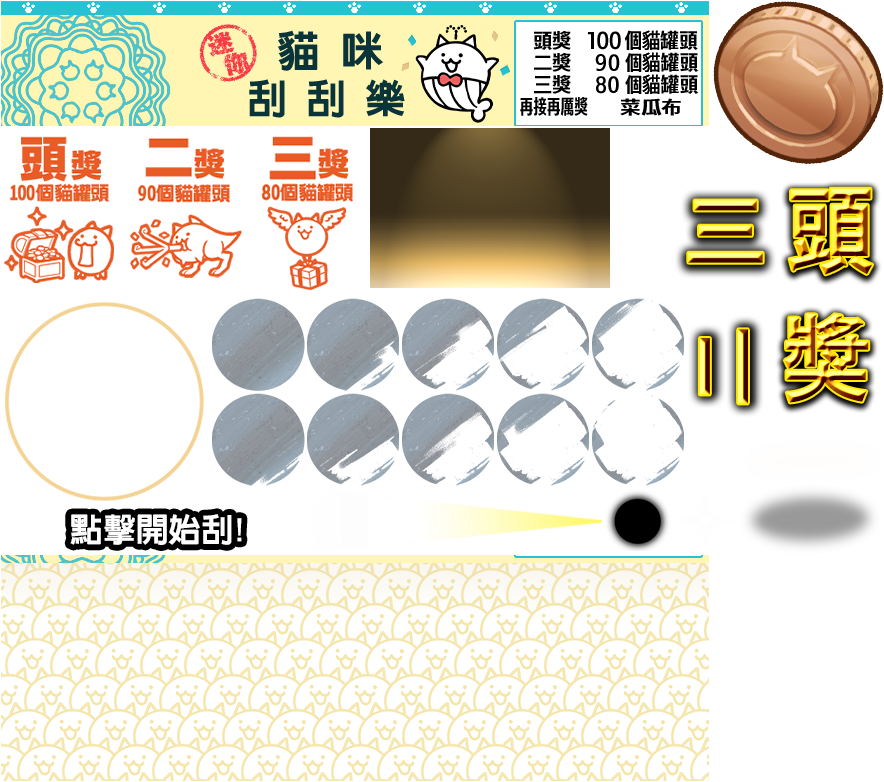 迷你
貓咪
刮刮樂
頭獎 100個貓罐頭
二獎 90個貓罐頭
三獎 80個貓罐頭
再接再厲獎 菜瓜布
頭獎
100個貓罐頭
二獎
90個貓罐頭
三獎
80個貓罐頭
三
頭
二
獎
點擊開始刮!